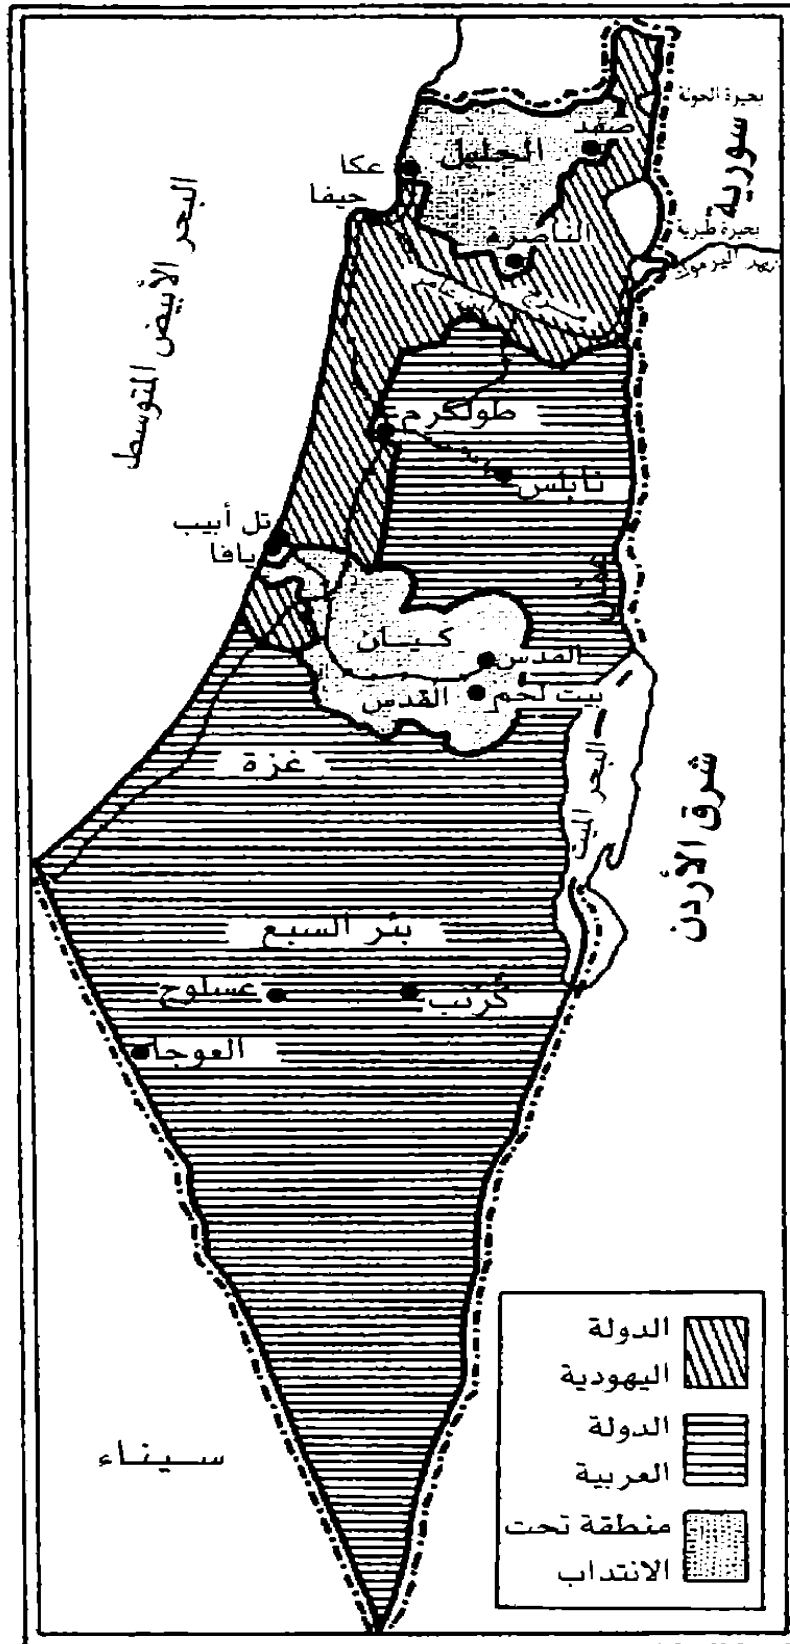 بحيرة الحولة
سورية
صفد
الجليل
عكا
حيفا
بحيرة طبرية
الناصرة
نهر اليرموك
مرج
البحر الأبيض المتوسط
طولكرم
نابلس
تل أبيب
يافا
كيان
القدس
القدس
بيت لحم
غزة
البحر الميت
شرق الأردن
بئر السبع
عسلوج
كُرنب
العوجا
سيناء
الدولة
اليهودية
الدولة
العربية
منطقة تحت
الانتداب